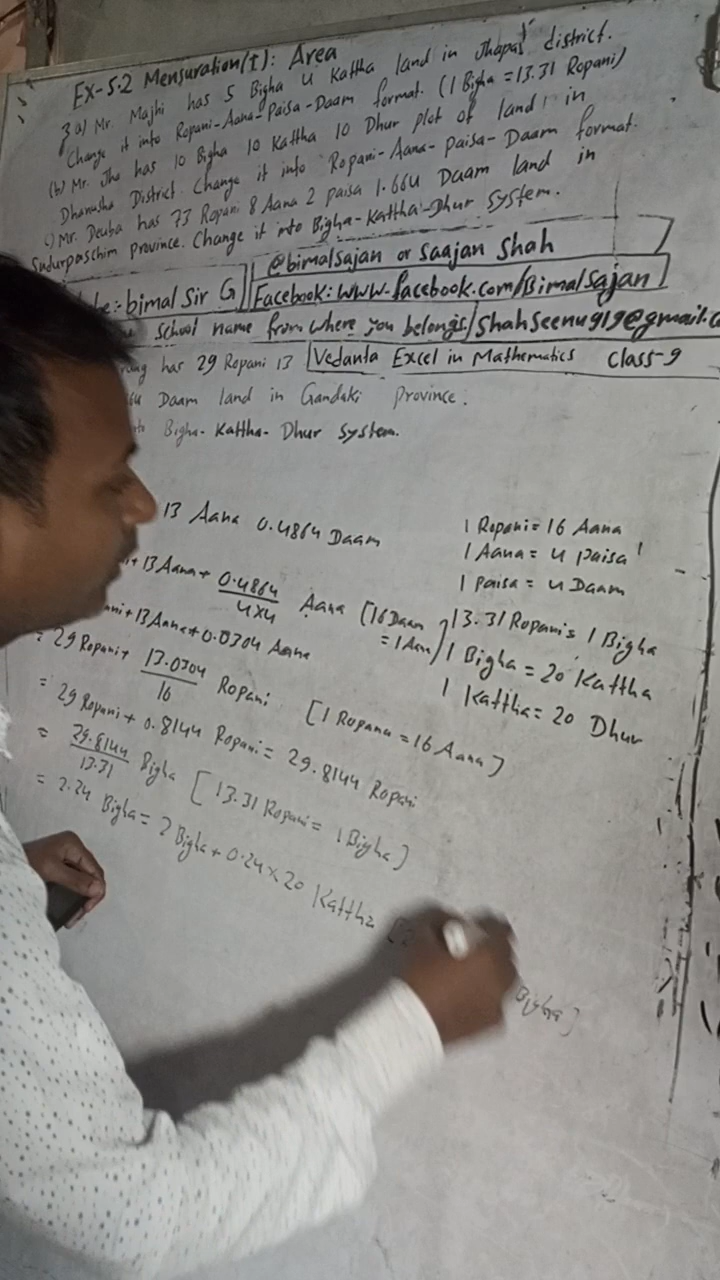 Ex-5.2 Mensuration(I): Area
3 a) Mr. Majhi has 5 Bigha 4 Kattha land in Jhapa district.
Change it into Ropani-Aana-Paisa-Daam format. (1 Bigha = 13.31 Ropani)
(b) Mr. Jha has 10 Bigha 10 Kattha 10 Dhur plot of land in
Dhanusha District. Change it into Ropani-Aana-Paisa-Daam format.
c) Mr. Deuba has 73 Ropani 8 Aana 2 paisa 1.664 Daam land in
Sudurpaschim province. Change it into Bigha-Kattha-Dhur system.
@bimalsajan or Saajan Shah
bimal Sir G Facebook: www.facebook.com/Bimalsajan
School name from where you belongs/shahseenu919@gmail.c
has 29 Ropani 13 Vedanta Excel in Mathematics Class-9
Daam land in Gandaki Province.
Bigha-Kattha-Dhur system.
13 Aana 0.4864 Daam
1 Ropani = 16 Aana
1 Aana = 4 paisa
1 paisa = 4 Daam
13.31 Ropanis 1 Bigha
1 Bigha = 20 Kattha
1 Kattha = 20 Dhur
+ 13 Aana + 0.4864/4×4 Aana [16 Daam = 1 Aana]
+ 13 Aana + 0.0304 Aana
= 29 Ropani + 13.0304/16 Ropani [1 Ropana = 16 Aana]
= 29 Ropani + 0.8144 Ropani = 29.8144 Ropani
= 29.8144/13.31 Bigha [13.31 Ropani = 1 Bigha]
= 2.24 Bigha = 2 Bigha + 0.24×20 Kattha [
Bigha]